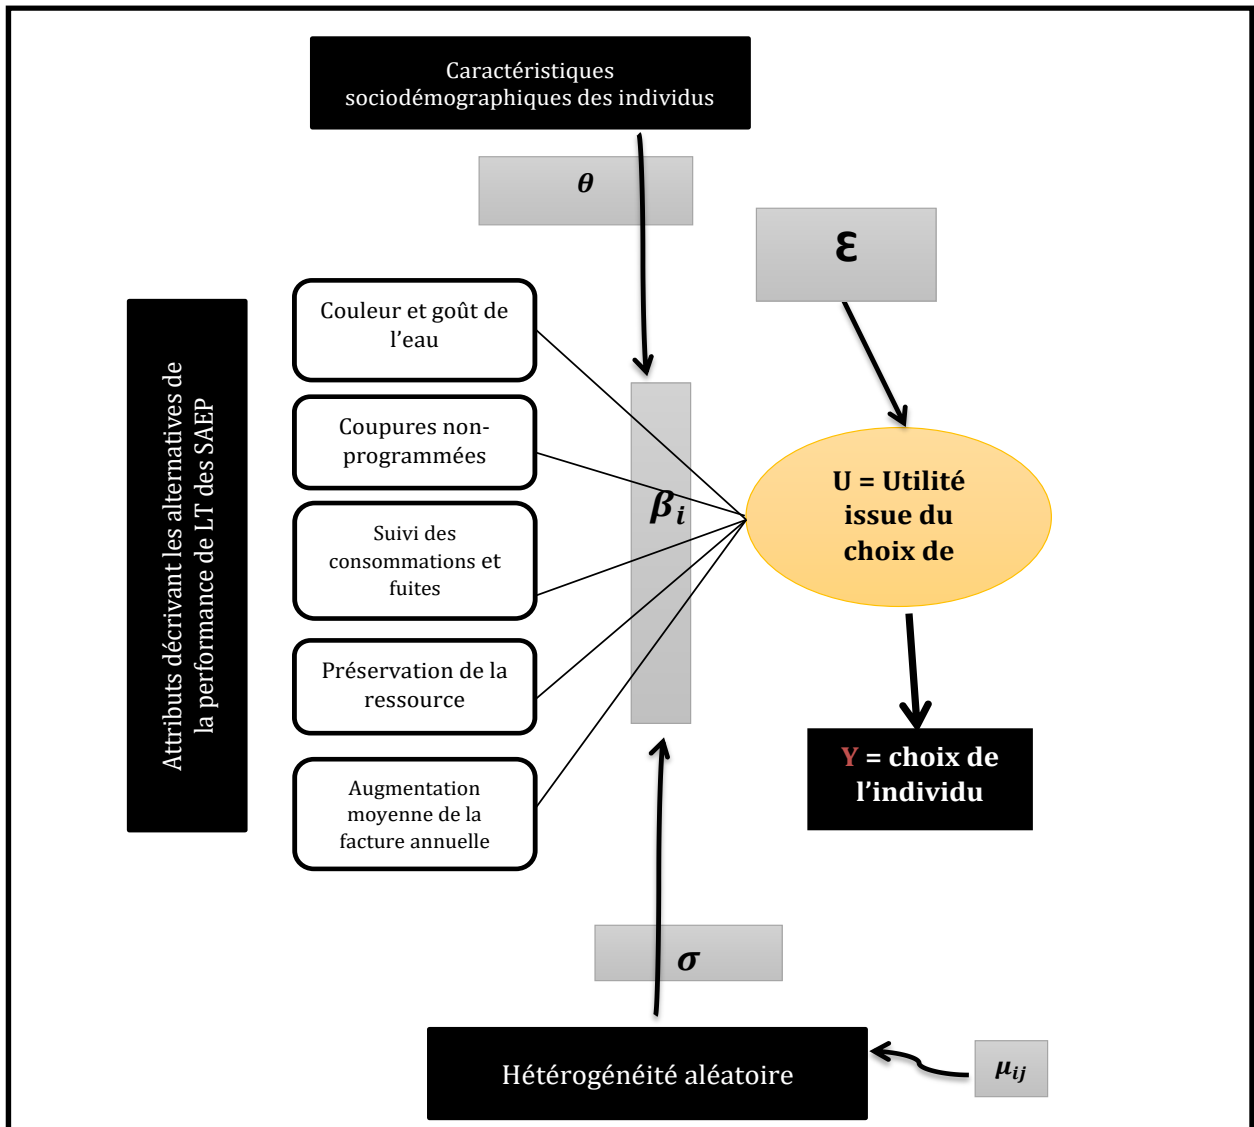 Caractéristiques
sociodémographiques des individus
θ
ε
Attributs décrivant les alternatives de
la performance de LT des SAEP
Couleur et goût de
l’eau
Coupures non-
programmées
Suivi des
consommations et
fuites
Préservation de la
ressource
Augmentation
moyenne de la
facture annuelle
βi
U = Utilité
issue du
choix de
Y = choix de
l’individu
σ
Hétérogénéité aléatoire
μij